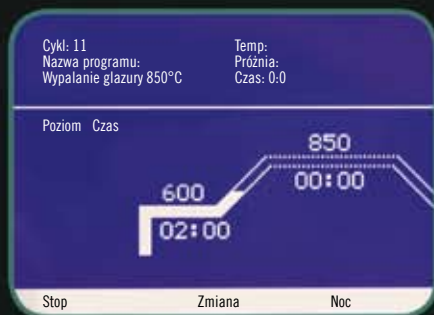 Cykl: 11
Nazwa programu:
Wypalanie glazury 850°C
Temp:
Próżnia:
Czas: 0:0
Poziom Czas
850
00:00
600
02:00
Stop Zmiana Noc